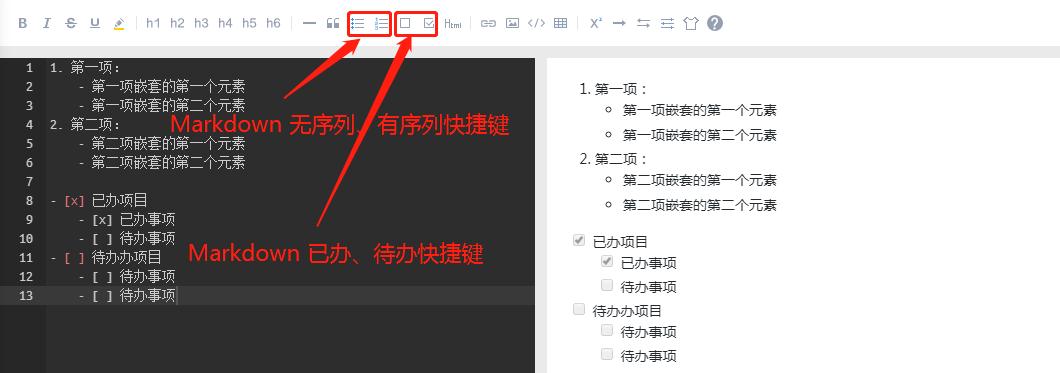 B I S U h1 h2 h3 h4 h5 h6 Html X² ?
1 1. 第一项：
2 - 第一项嵌套的第一个元素
3 - 第一项嵌套的第二个元素
4 2. 第二项：
5 - 第二项嵌套的第一个元素
6 - 第二项嵌套的第二个元素
7
8 - [x] 已办项目
9 - [x] 已办事项
10 - [ ] 待办事项
11 - [ ] 待办办项目
12 - [ ] 待办事项
13 - [ ] 待办事项
Markdown 无序列、有序列快捷键
Markdown 已办、待办快捷键
1. 第一项：
第一项嵌套的第一个元素
第一项嵌套的第二个元素
2. 第二项：
第二项嵌套的第一个元素
第二项嵌套的第二个元素
已办项目
已办事项
待办事项
待办办项目
待办事项
待办事项